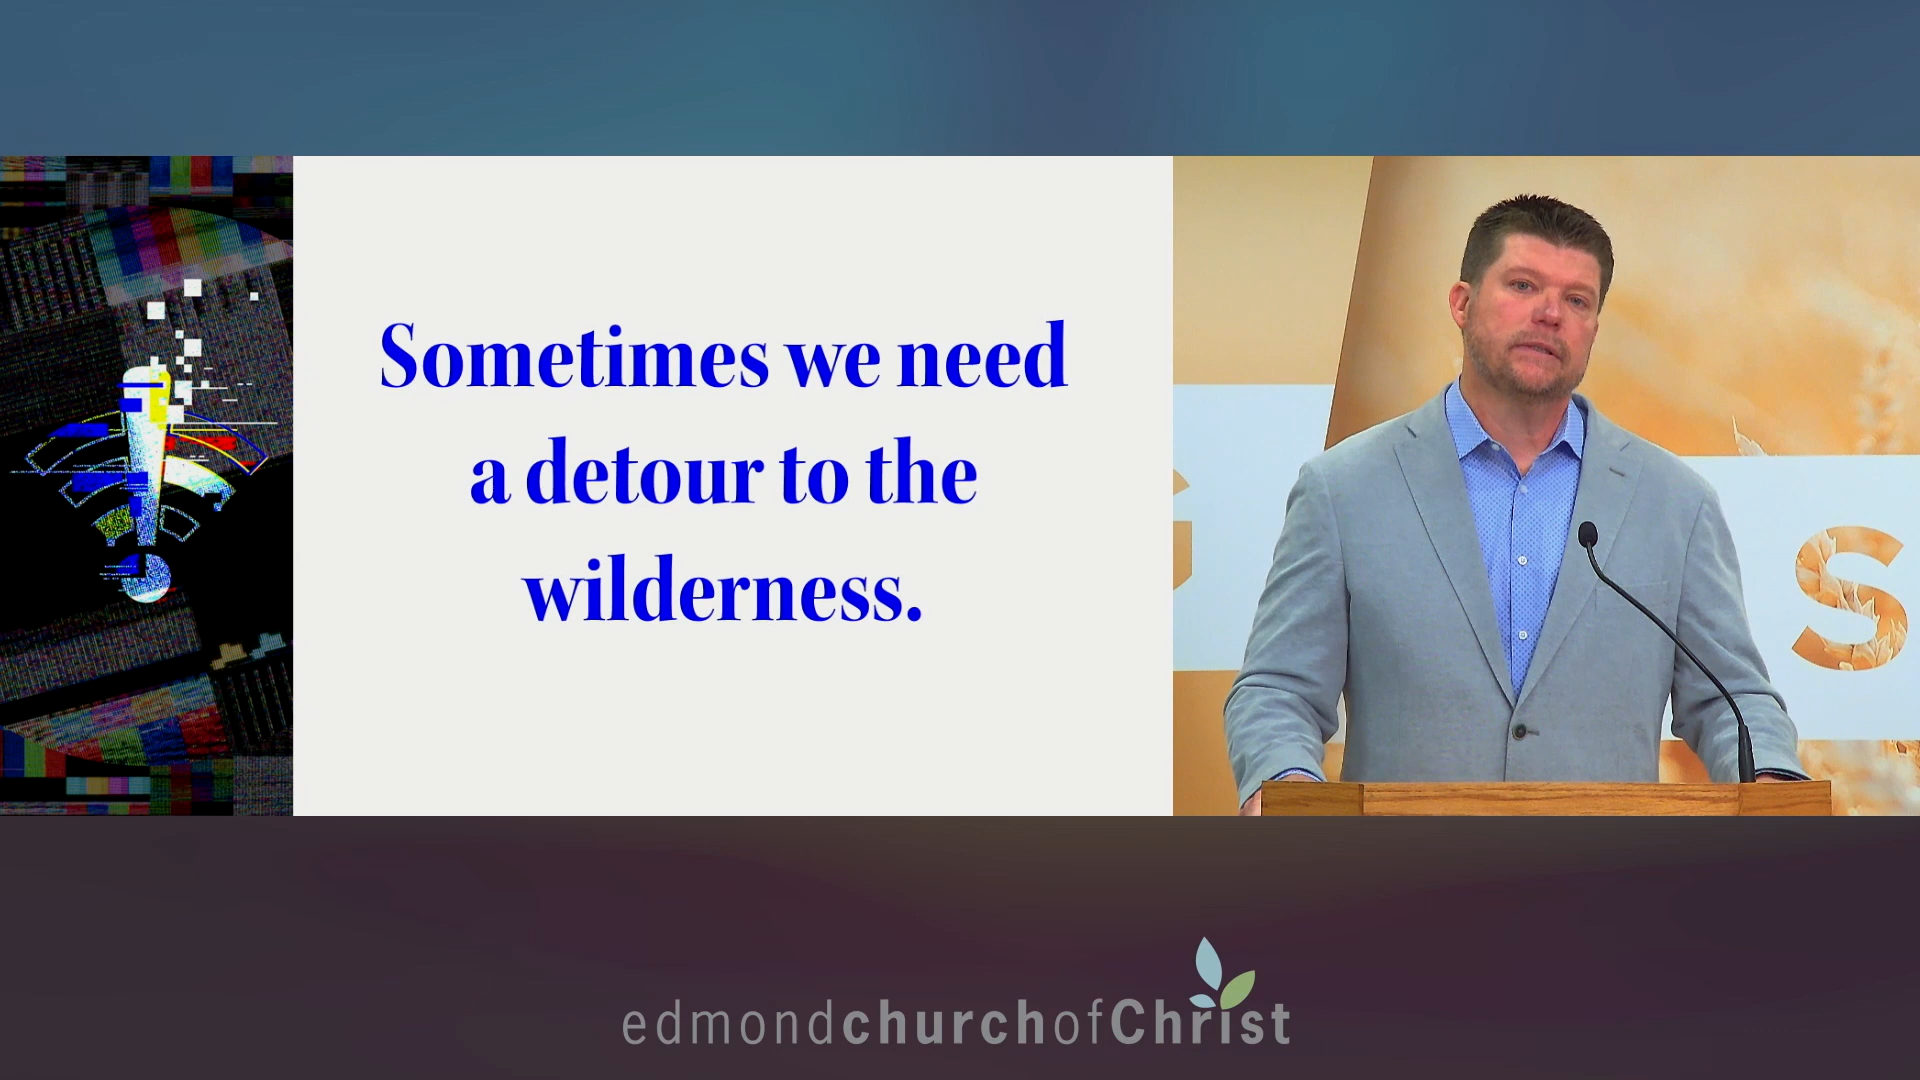 Sometimes we need
a detour to the
wilderness.
S
edmondchurchofChrist